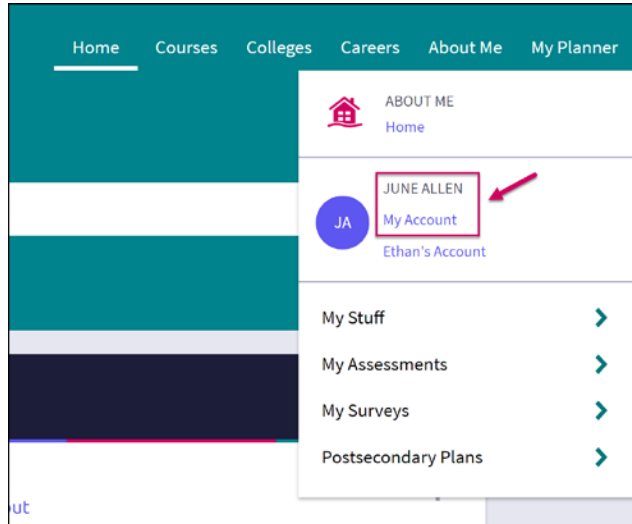 Home Courses Colleges Careers About Me My Planner
ABOUT ME
Home
JUNE ALLEN
JA
My Account
Ethan's Account
My Stuff
My Assessments
My Surveys
Postsecondary Plans
out